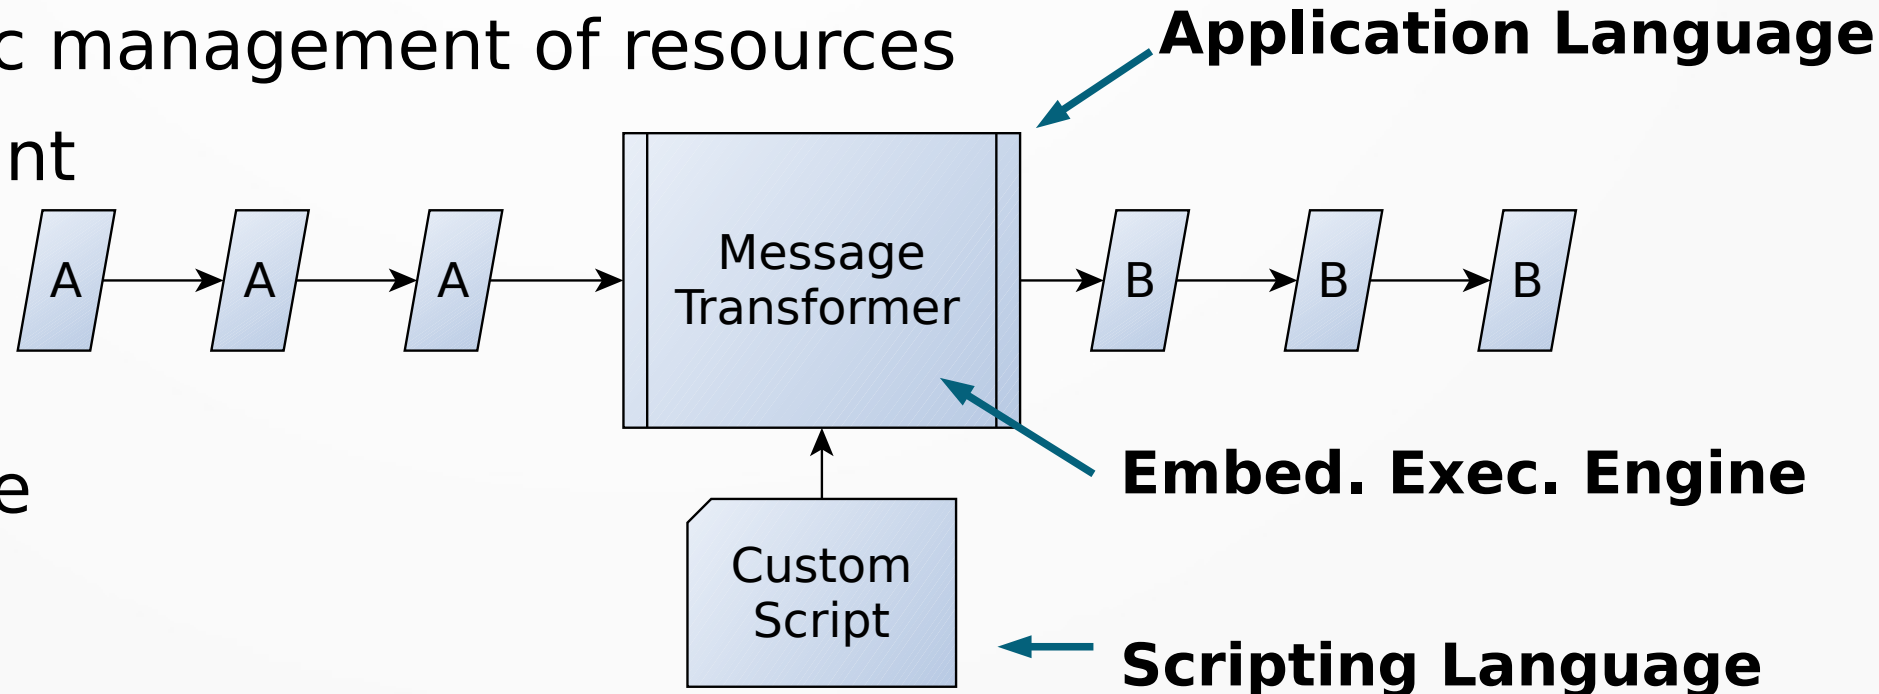 c management of resources
Application Language
nt
A A A
Message
Transformer
B B B
Embed. Exec. Engine
e
Custom
Script
Scripting Language